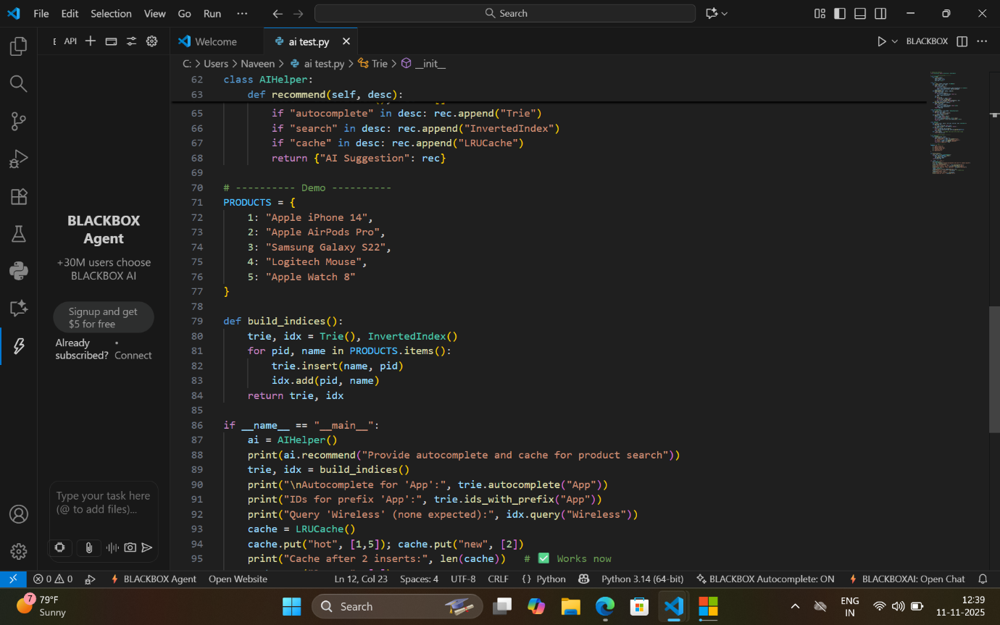 File Edit Selection View Go Run ···
Search
API
Welcome
ai test.py
BLACKBOX
C: > Users > Naveen > ai test.py > Trie > __init__
62 class AIHelper:
63 def recommend(self, desc):
65 if "autocomplete" in desc: rec.append("Trie")
66 if "search" in desc: rec.append("InvertedIndex")
67 if "cache" in desc: rec.append("LRUCache")
68 return {"AI Suggestion": rec}
69
70 # ---------- Demo ----------
71 PRODUCTS = {
72 1: "Apple iPhone 14",
73 2: "Apple AirPods Pro",
74 3: "Samsung Galaxy S22",
75 4: "Logitech Mouse",
76 5: "Apple Watch 8"
77 }
78
79 def build_indices():
80 trie, idx = Trie(), InvertedIndex()
81 for pid, name in PRODUCTS.items():
82 trie.insert(name, pid)
83 idx.add(pid, name)
84 return trie, idx
85
86 if __name__ == "__main__":
87 ai = AIHelper()
88 print(ai.recommend("Provide autocomplete and cache for product search"))
89 trie, idx = build_indices()
90 print("\nAutocomplete for 'App':", trie.autocomplete("App"))
91 print("IDs for prefix 'App':", trie.ids_with_prefix("App"))
92 print("Query 'Wireless' (none expected):", idx.query("Wireless"))
93 cache = LRUCache()
94 cache.put("hot", [1,5]); cache.put("new", [2])
95 print("Cache after 2 inserts:", len(cache)) # ✅ Works now
BLACKBOX
Agent
+30M users choose
BLACKBOX AI
Signup and get
$5 for free
Already
subscribed?
• Connect
Type your task here
(@ to add files)...
0 0
BLACKBOX Agent
Open Website
Ln 12, Col 23
Spaces: 4
UTF-8
CRLF
{} Python
Python 3.14 (64-bit)
BLACKBOX Autocomplete: ON
BLACKBOXAI: Open Chat
7
79°F
Sunny
Search
ENG
IN
12:39
11-11-2025